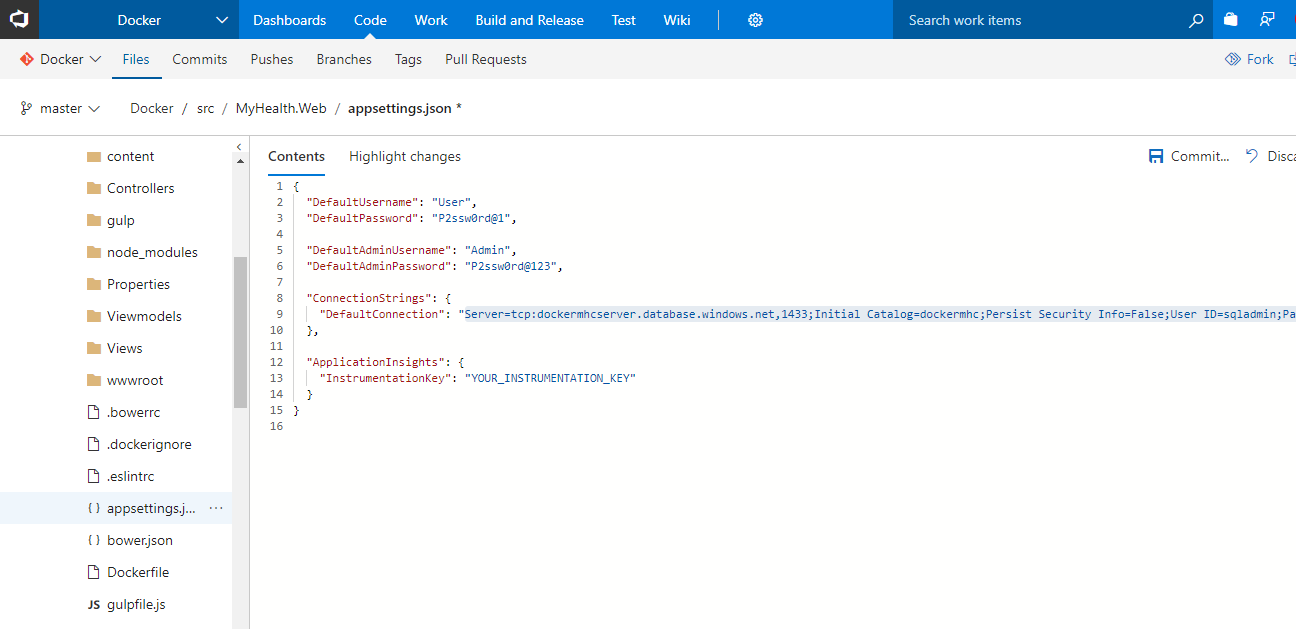 Docker Dashboards Code Work Build and Release Test Wiki Search work items
Docker Files Commits Pushes Branches Tags Pull Requests Fork
master Docker / src / MyHealth.Web / appsettings.json *
content
Controllers
gulp
node_modules
Properties
Viewmodels
Views
wwwroot
.bowerrc
.dockerignore
.eslintrc
{ } appsettings.j... ...
{ } bower.json
Dockerfile
JS gulpfile.js
Contents Highlight changes Commit... Disca
1 {
2 "DefaultUsername": "User",
3 "DefaultPassword": "P2ssw0rd@1",
4
5 "DefaultAdminUsername": "Admin",
6 "DefaultAdminPassword": "P2ssw0rd@123",
7
8 "ConnectionStrings": {
9 "DefaultConnection": "Server=tcp:dockermhcserver.database.windows.net,1433;Initial Catalog=dockermhc;Persist Security Info=False;User ID=sqladmin;Pa
10 },
11
12 "ApplicationInsights": {
13 "InstrumentationKey": "YOUR_INSTRUMENTATION_KEY"
14 }
15 }
16